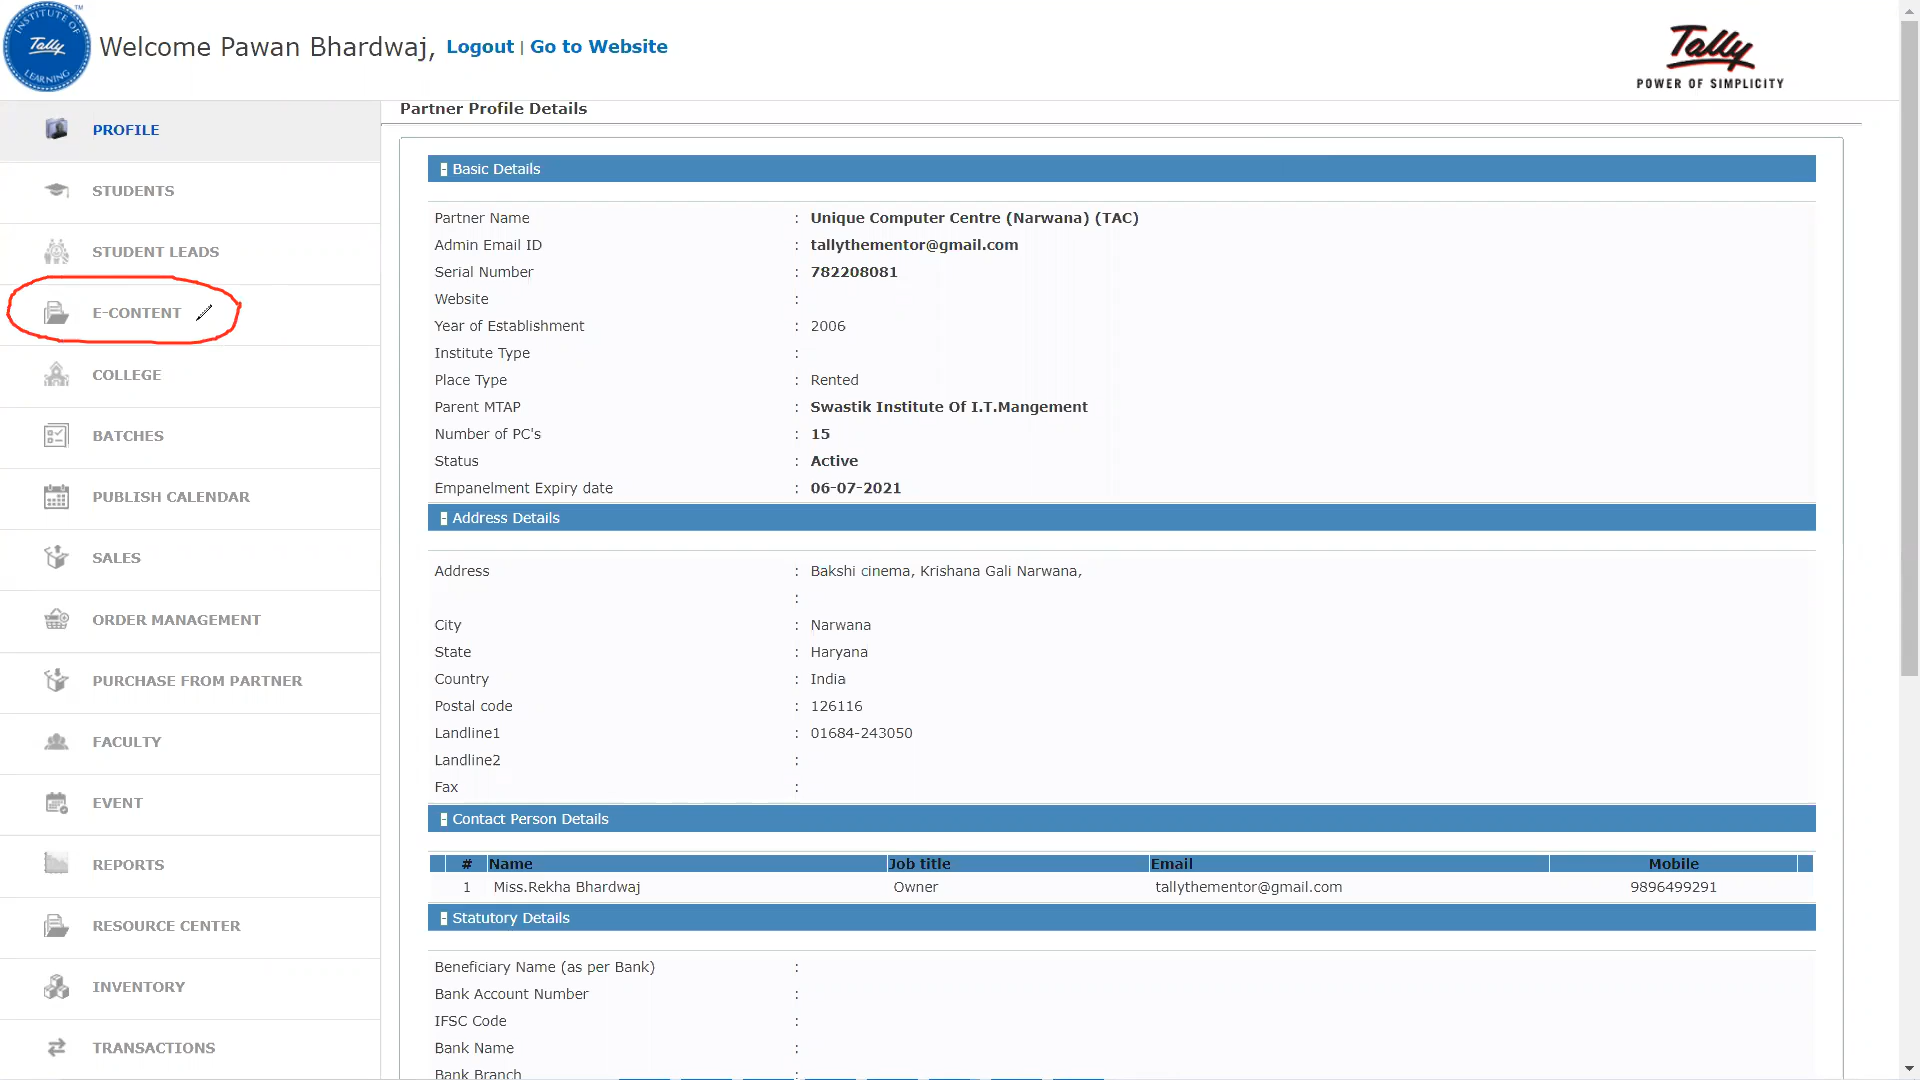 INSTITUTE OF
Tally
LEARNING
TM
Welcome Pawan Bhardwaj, Logout | Go to Website
Tally
POWER OF SIMPLICITY
PROFILE
STUDENTS
STUDENT LEADS
E-CONTENT
COLLEGE
BATCHES
PUBLISH CALENDAR
SALES
ORDER MANAGEMENT
PURCHASE FROM PARTNER
FACULTY
EVENT
REPORTS
RESOURCE CENTER
INVENTORY
TRANSACTIONS
Partner Profile Details
Basic Details
Partner Name : Unique Computer Centre (Narwana) (TAC)
Admin Email ID : tallythementor@gmail.com
Serial Number : 782208081
Website :
Year of Establishment : 2006
Institute Type :
Place Type : Rented
Parent MTAP : Swastik Institute Of I.T.Mangement
Number of PC's : 15
Status : Active
Empanelment Expiry date : 06-07-2021
Address Details
Address : Bakshi cinema, Krishana Gali Narwana,
:
City : Narwana
State : Haryana
Country : India
Postal code : 126116
Landline1 : 01684-243050
Landline2 :
Fax :
Contact Person Details
# Name Job title Email Mobile
1 Miss.Rekha Bhardwaj Owner tallythementor@gmail.com 9896499291
Statutory Details
Beneficiary Name (as per Bank) :
Bank Account Number :
IFSC Code :
Bank Name :
Bank Branch :